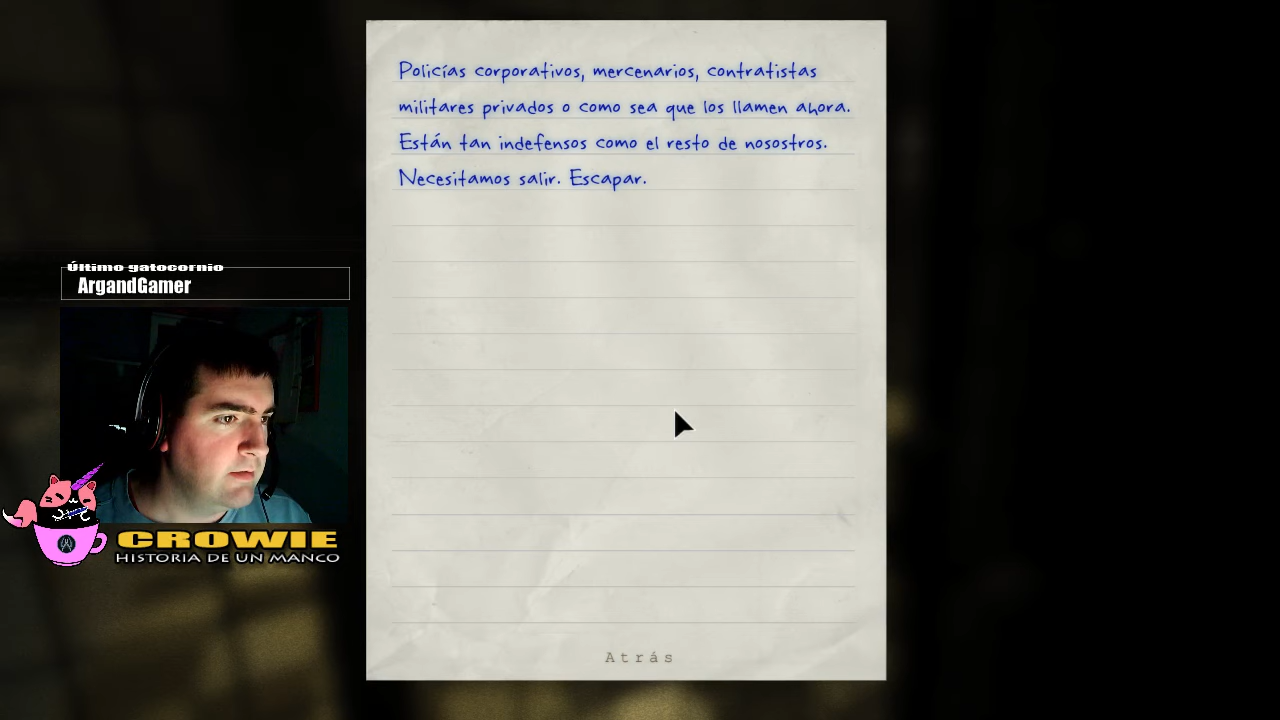 Policías corporativos, mercenarios, contratistas
militares privados o como sea que los llamen ahora.
Están tan indefensos como el resto de nosostros.
Necesitamos salir. Escapar.
Último gatocornio
ArgandGamer
CROWIE
HISTORIA DE UN MANCO
Atrás